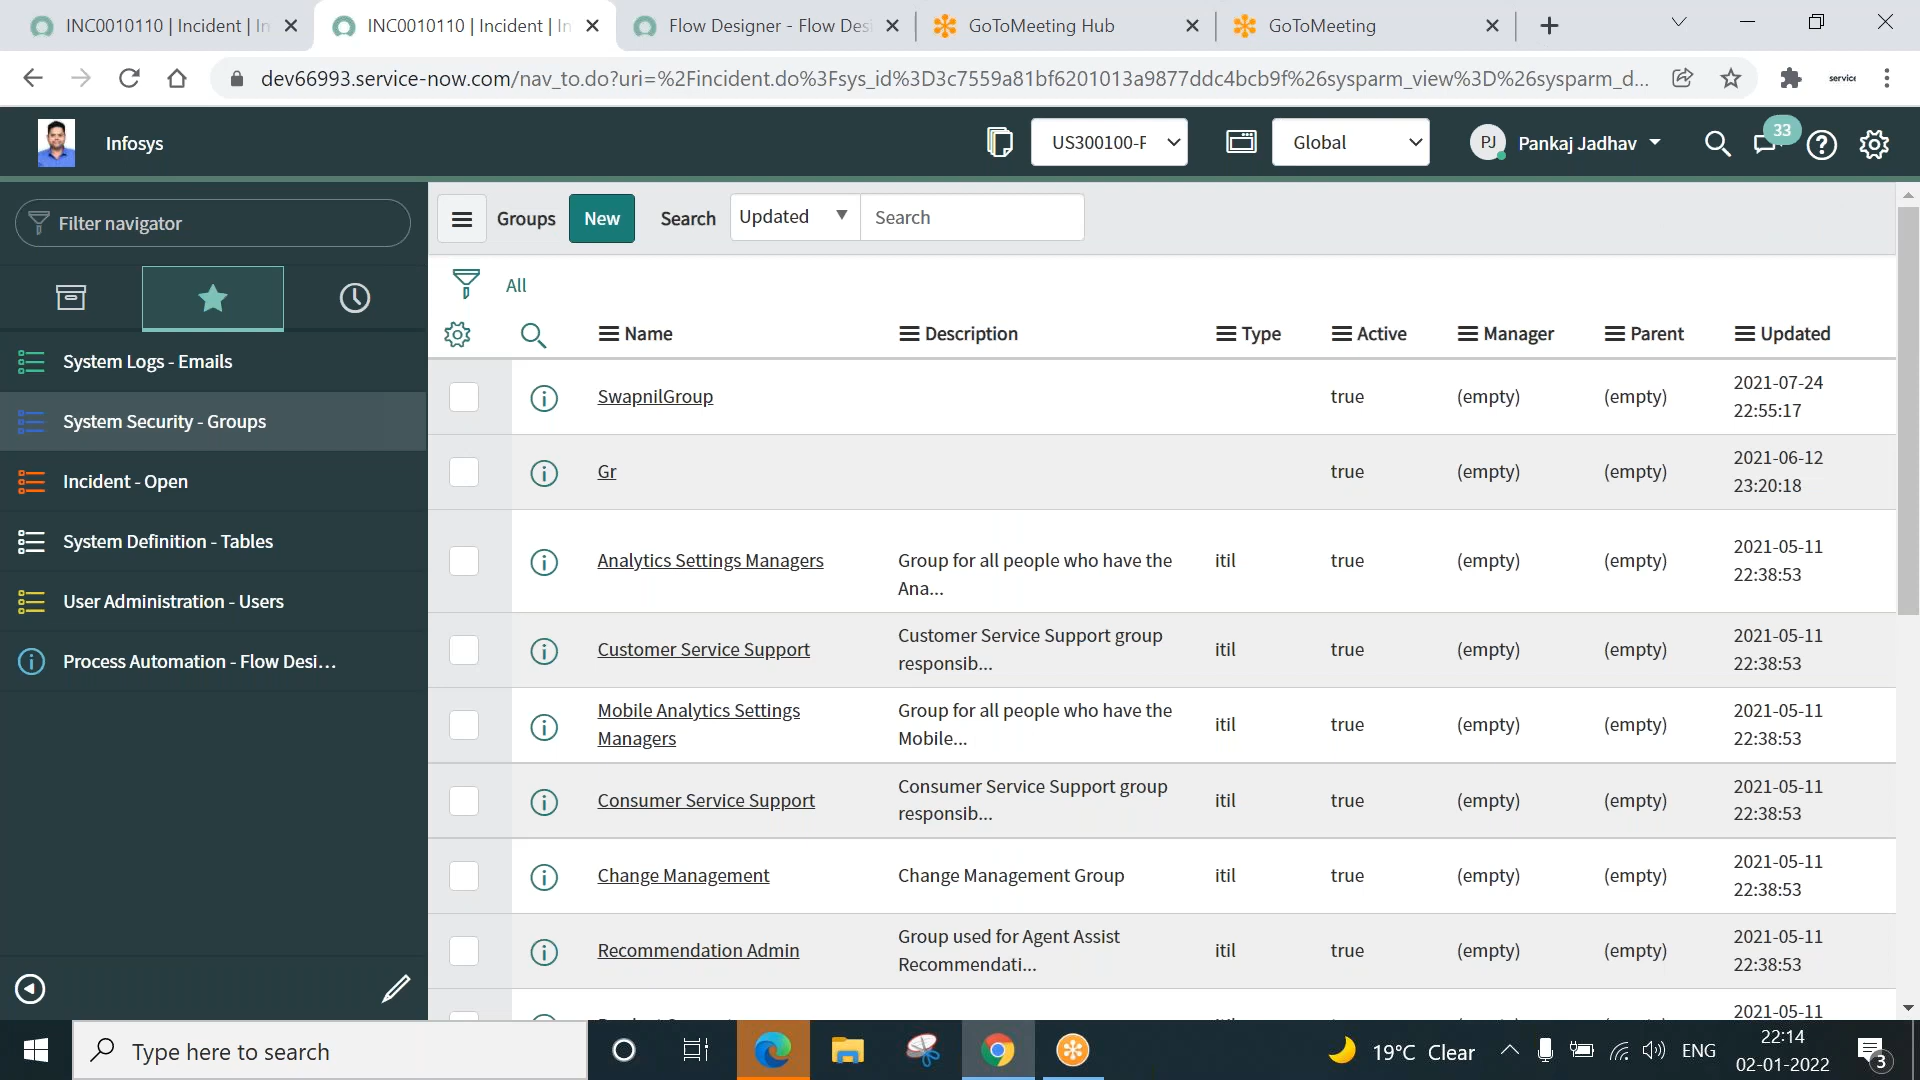 INC0010110 | Incident | In
INC0010110 | Incident | In
Flow Designer - Flow Desi
GoToMeeting Hub
GoToMeeting
dev66993.service-now.com/nav_to.do?uri=%2Fincident.do%3Fsys_id%3D3c7559a81bf6201013a9877ddc4bcb9f%26sysparm_view%3D%26sysparm_d...
service
Infosys
US300100-F
Global
PJ
Pankaj Jadhav
33
Filter navigator
System Logs - Emails
System Security - Groups
Incident - Open
System Definition - Tables
User Administration - Users
Process Automation - Flow Desi...
Groups New Search Updated Search
All
Name Description Type Active Manager Parent Updated
SwapnilGroup true (empty) (empty) 2021-07-24
22:55:17
Gr true (empty) (empty) 2021-06-12
23:20:18
Analytics Settings Managers Group for all people who have the itil true (empty) (empty) 2021-05-11
Ana... 22:38:53
Customer Service Support Customer Service Support group itil true (empty) (empty) 2021-05-11
responsib... 22:38:53
Mobile Analytics Settings Group for all people who have the itil true (empty) (empty) 2021-05-11
Managers Mobile... 22:38:53
Consumer Service Support Consumer Service Support group itil true (empty) (empty) 2021-05-11
responsib... 22:38:53
Change Management Change Management Group itil true (empty) (empty) 2021-05-11
22:38:53
Recommendation Admin Group used for Agent Assist itil true (empty) (empty) 2021-05-11
Recommendati... 22:38:53
2021-05-11
Type here to search
19°C Clear
ENG
22:14
02-01-2022
3